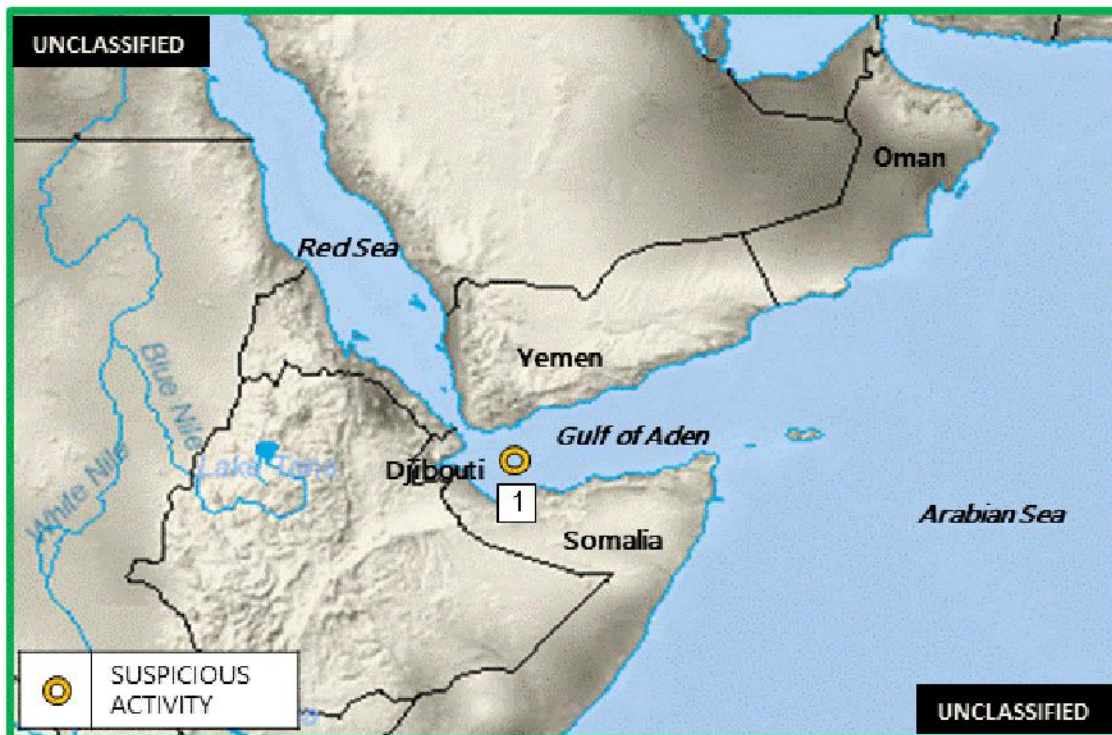 UNCLASSIFIED
Oman
Red Sea
Yemen
Blue Nile
Gulf of Aden
Lake Tana
Djibouti
White Nile
1
Arabian Sea
Somalia
SUSPICIOUS
ACTIVITY
UNCLASSIFIED